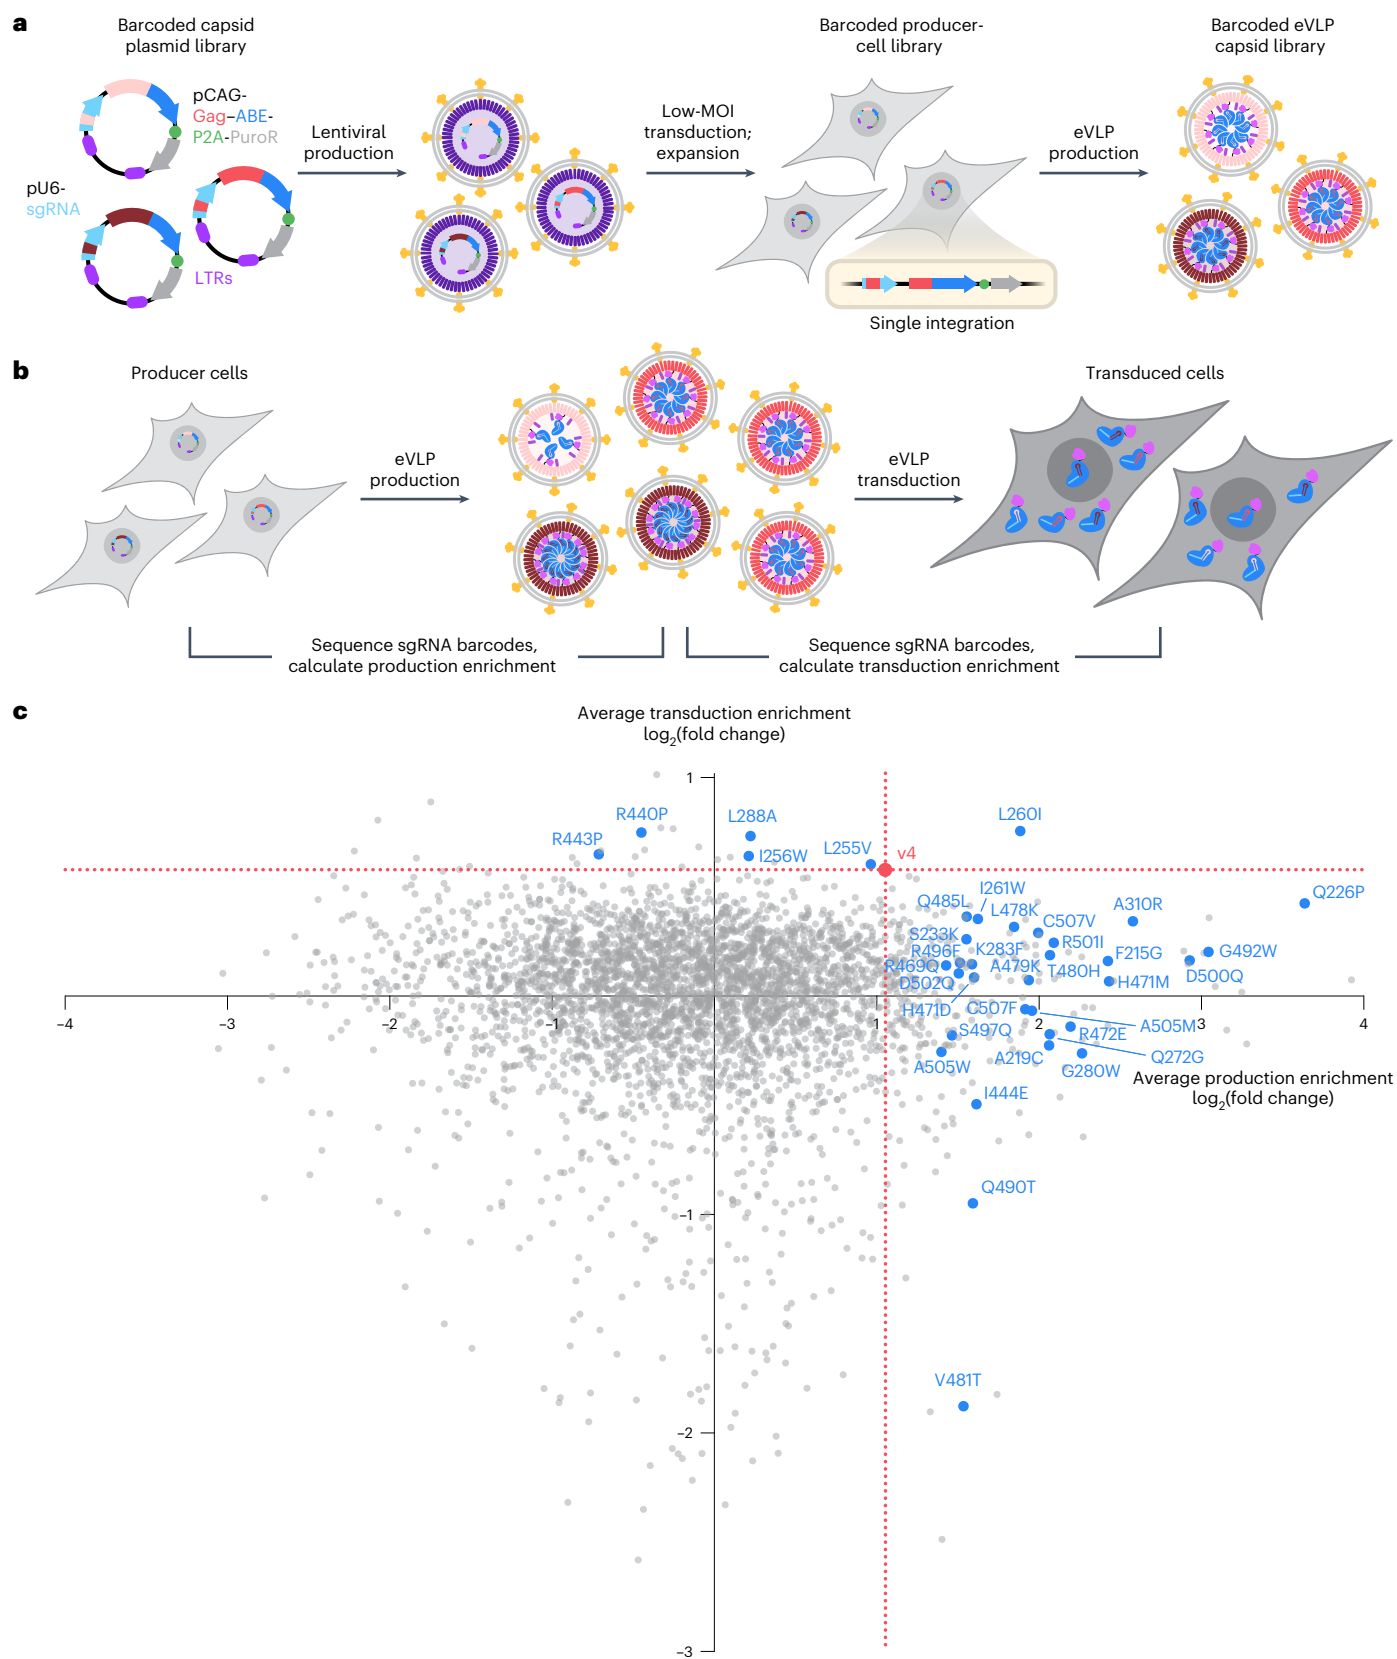 a
Barcoded capsid
plasmid library
pCAG-
Gag–ABE-
P2A-PuroR
pU6-
sgRNA
LTRs
Lentiviral
production
Low-MOI
transduction;
expansion
Barcoded producer-
cell library
Single integration
eVLP
production
Barcoded eVLP
capsid library
b
Producer cells
eVLP
production
eVLP
transduction
Transduced cells
Sequence sgRNA barcodes,
calculate production enrichment
Sequence sgRNA barcodes,
calculate transduction enrichment
c
Average transduction enrichment
log2(fold change)
1
R440P
R443P
L288A
I256W
L255V
v4
L260I
Q226P
I261W
Q485L
L478K
A310R
C507V
S233K
R501I
R496F
K283F
G492W
F215G
R469Q
A479K
T480H
D500Q
D502Q
H471M
H471D
C507F
–4
–3
–2
–1
1
2
3
4
A505M
S497Q
R472E
A219C
Q272G
A505W
G280W
Average production enrichment
log2(fold change)
I444E
Q490T
–1
V481T
–2
–3